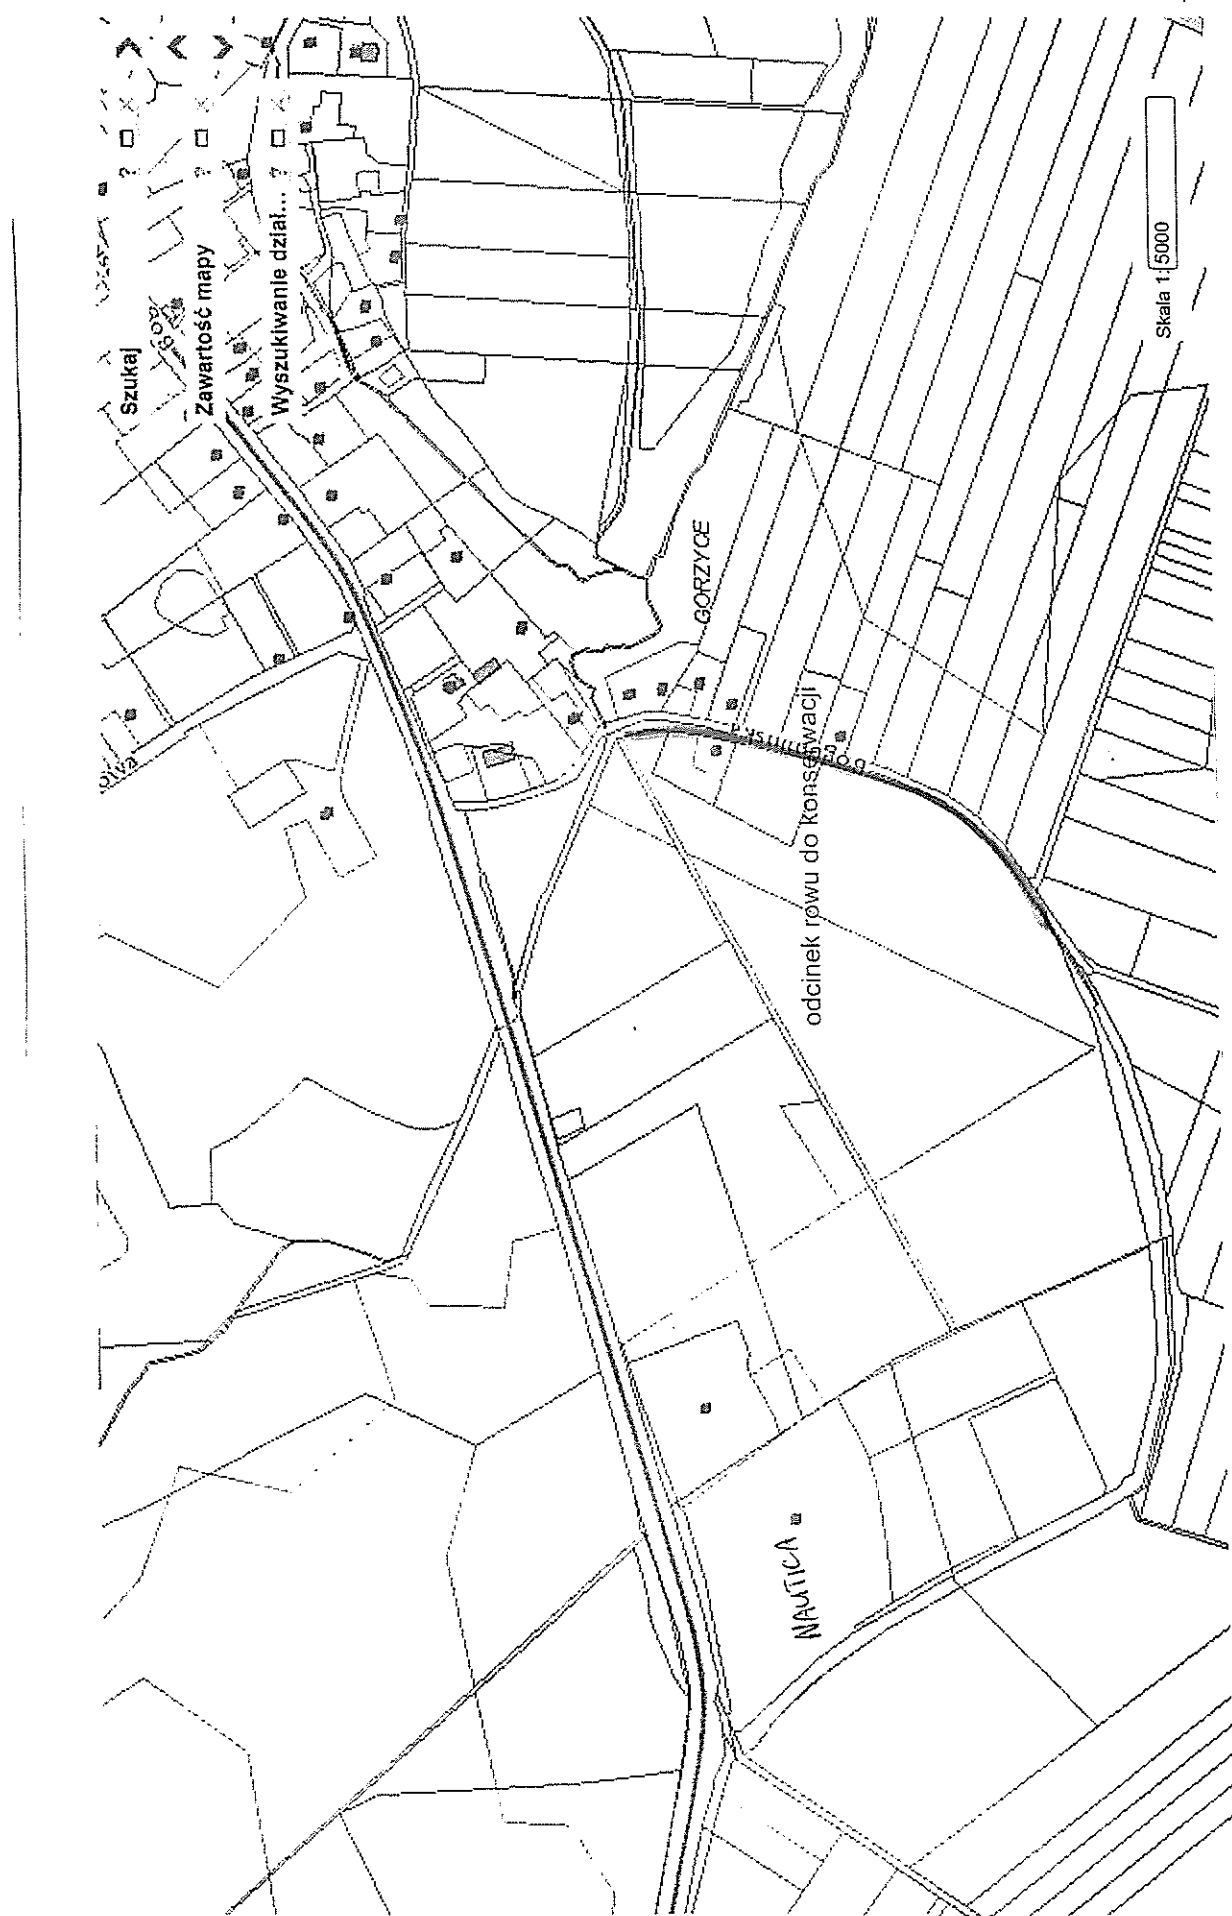 Szukaj
?
Zawartość mapy
?
Wyszukiwanie dział... ?
GORZYCE
odcinek rowu do konserwacji
NAUTICA
Skala 1: 5000